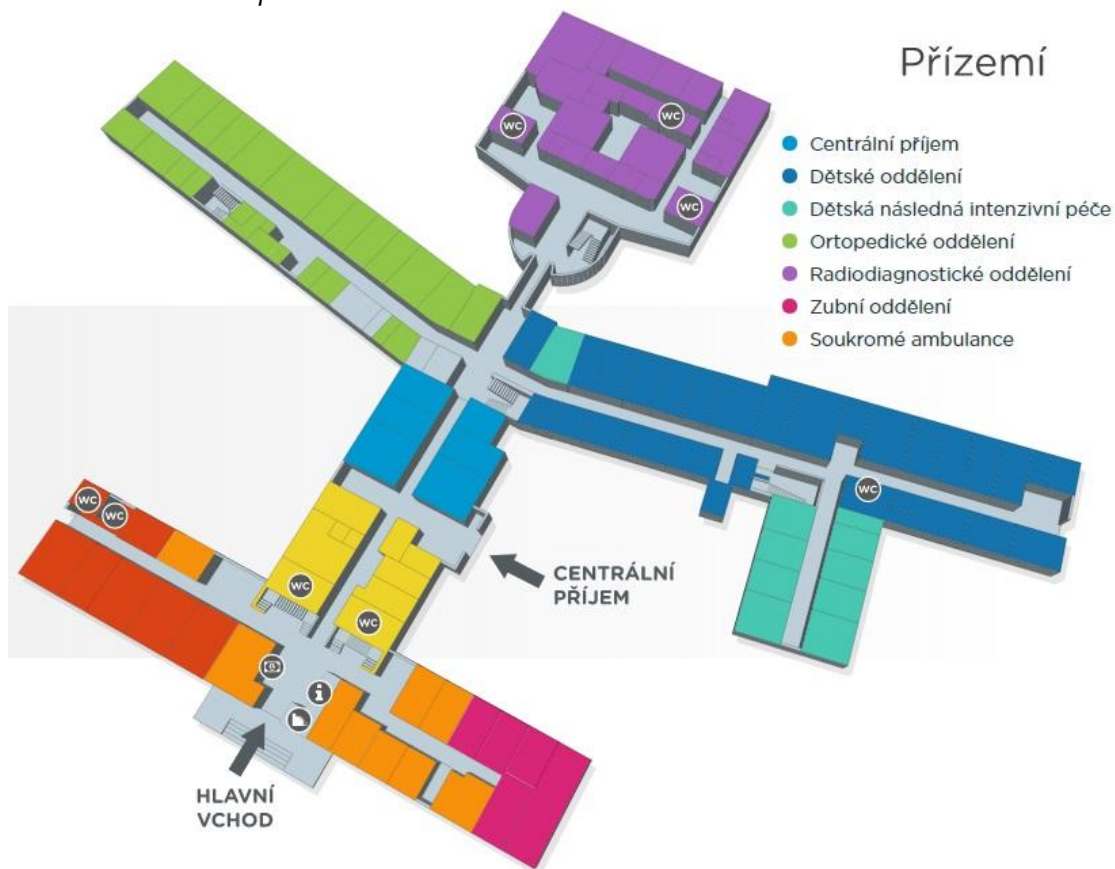 Přízemí
Centrální příjem
Dětské oddělení
Dětská následná intenzivní péče
Ortopedické oddělení
Radiodiagnostické oddělení
Zubní oddělení
Soukromé ambulance
WC
WC
WC
WC
WC
WC
WC
WC
CENTRÁLNÍ
PŘÍJEM
i
HLAVNÍ
VCHOD